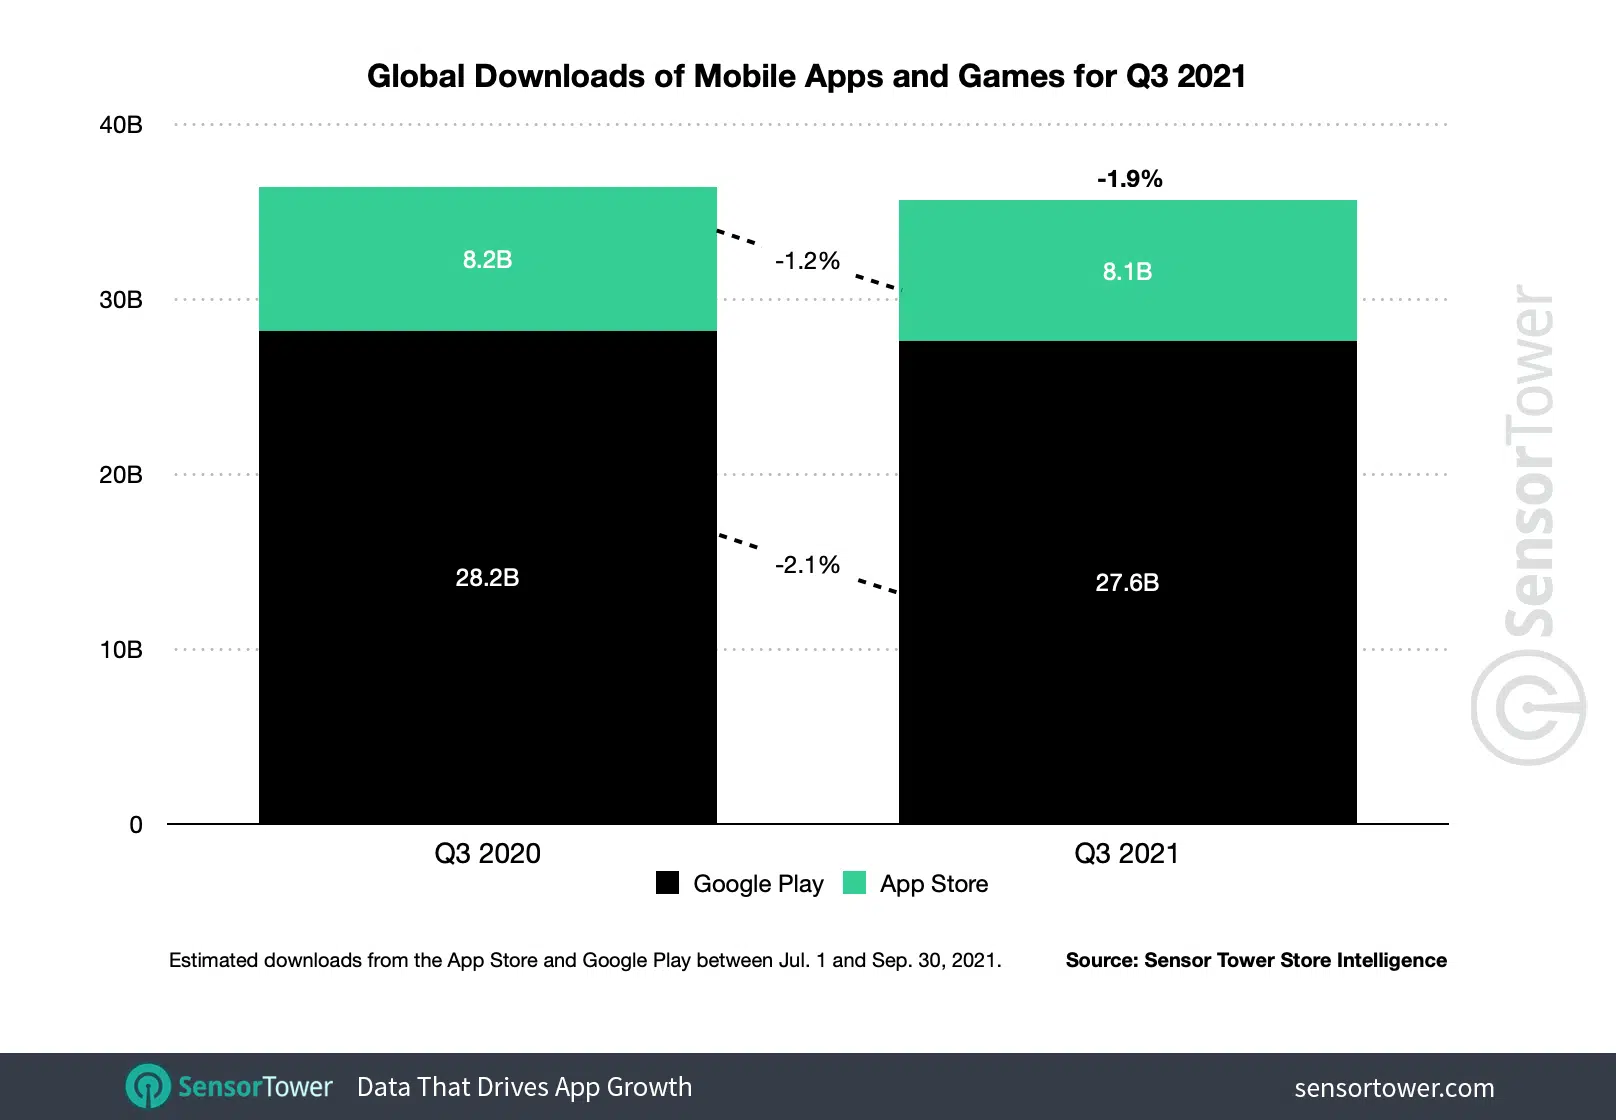 Global Downloads of Mobile Apps and Games for Q3 2021
40B
30B
20B
10B
0
-1.9%
8.2B
-1.2%
8.1B
28.2B
-2.1%
27.6B
Q3 2020
Q3 2021
Google Play
App Store
Estimated downloads from the App Store and Google Play between Jul. 1 and Sep. 30, 2021.
Source: Sensor Tower Store Intelligence
SensorTower
SensorTower
Data That Drives App Growth
sensortower.com